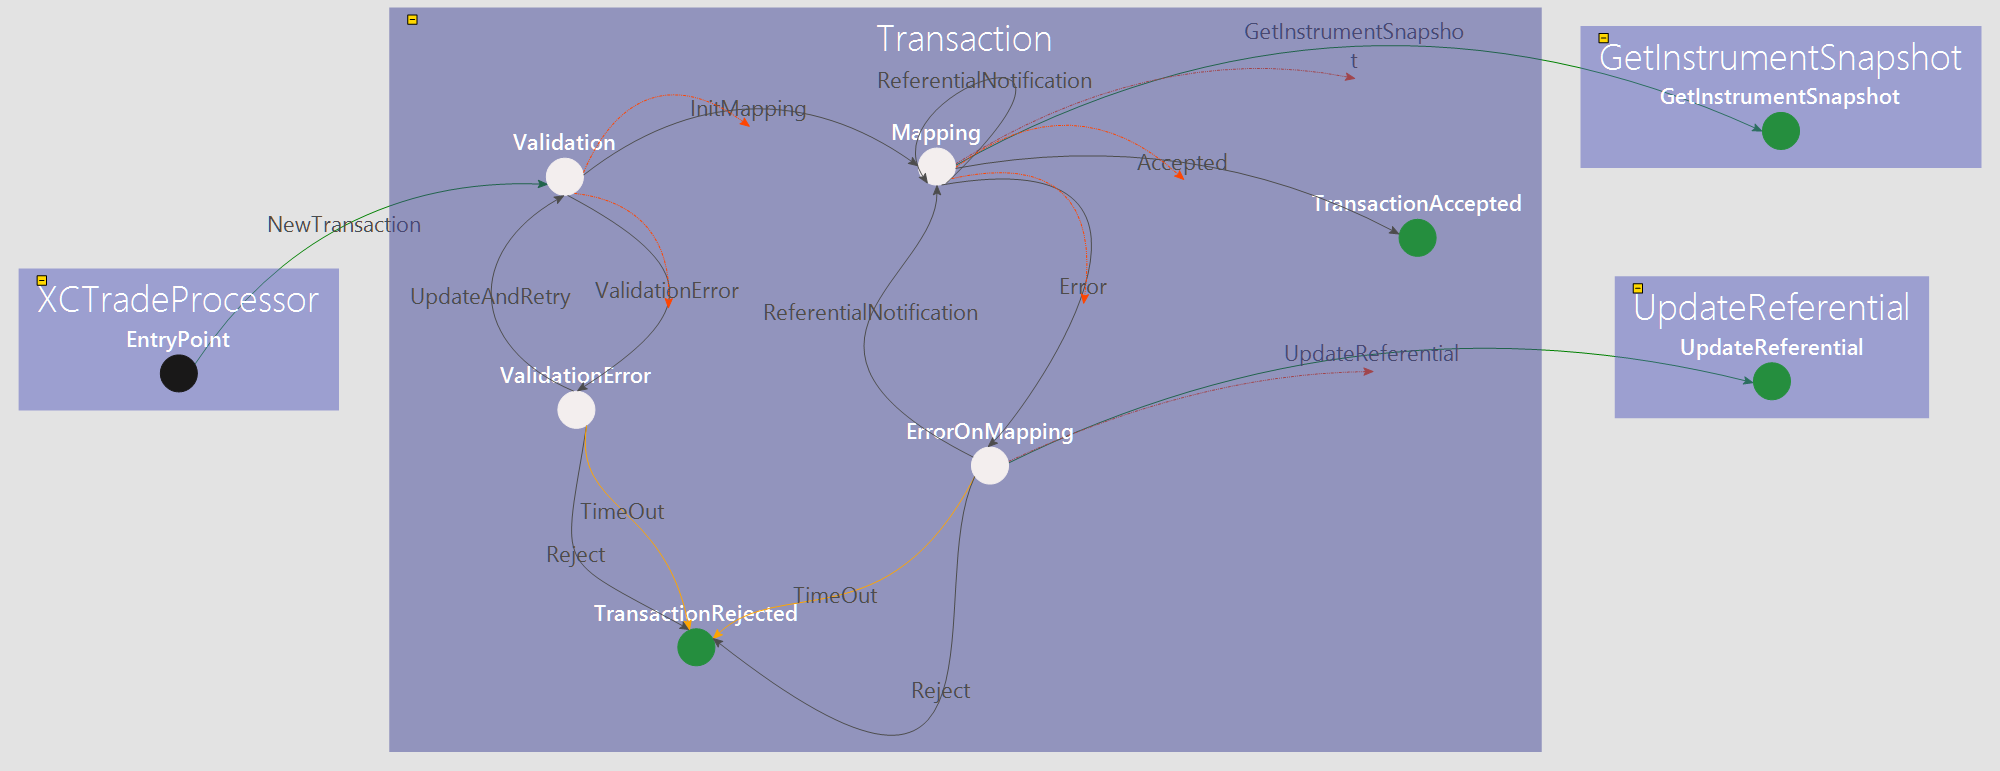 Transaction
GetInstrumentSnapsho
t
GetInstrumentSnapshot
GetInstrumentSnapshot
ReferentialNotification
InitMapping
Mapping
Validation
Accepted
TransactionAccepted
NewTransaction
XCTradeProcessor
EntryPoint
UpdateAndRetry
ValidationError
ReferentialNotification
Error
UpdateReferential
UpdateReferential
UpdateReferential
ValidationError
ErrorOnMapping
TimeOut
Reject
TimeOut
TransactionRejected
Reject